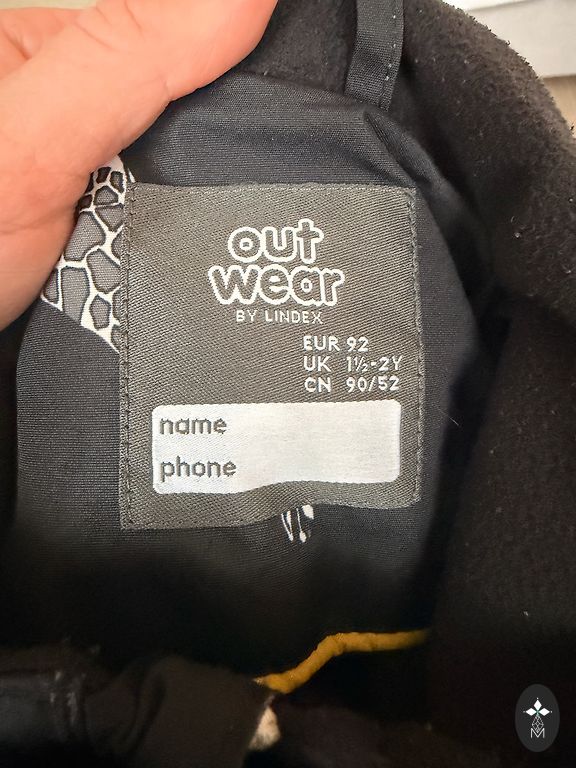 out
wear
BY LINDEX
EUR 92
UK 1½-2Y
CN 90/52
name
phone
M